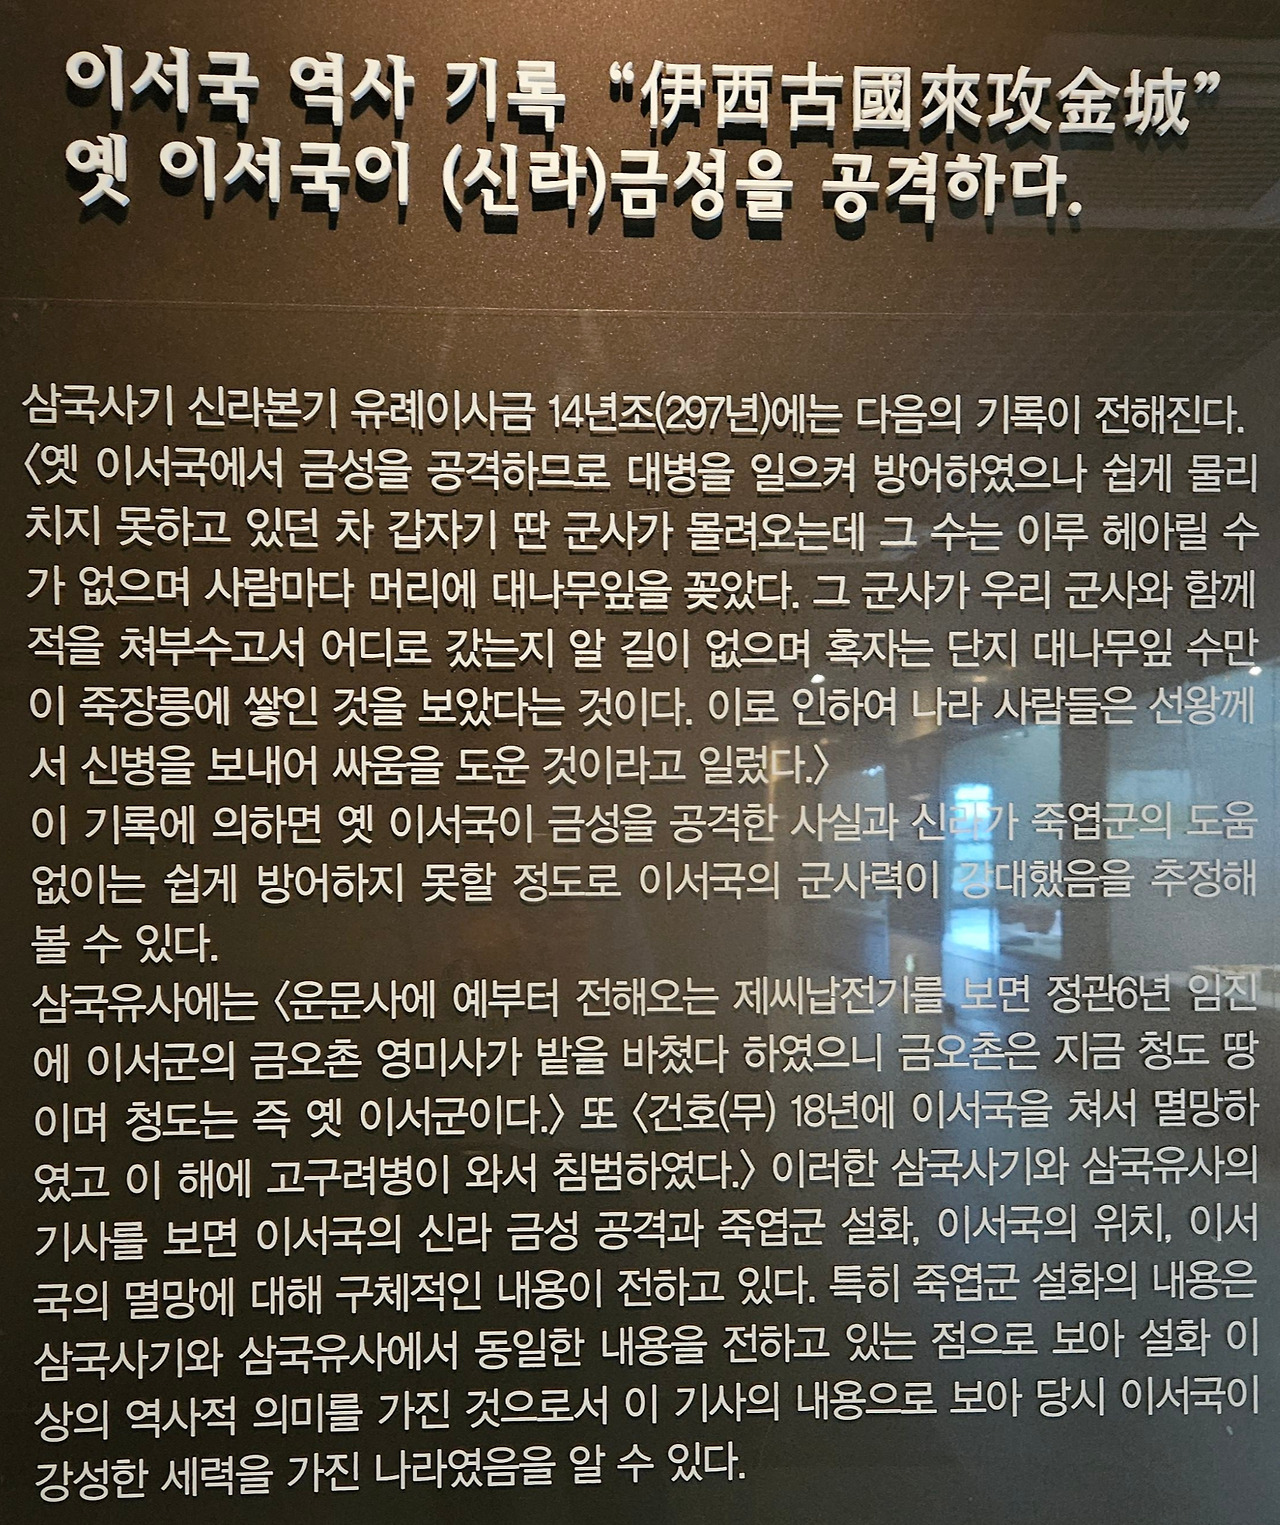 이서국 역사 기록 “伊西古國來攻金城”
옛 이서국이 (신라)금성을 공격하다.
삼국사기 신라본기 유례이사금 14년조(297년)에는 다음의 기록이 전해진다.
〈옛 이서국에서 금성을 공격하므로 대병을 일으켜 방어하였으나 쉽게 물리
치지 못하고 있던 차 갑자기 딴 군사가 몰려오는데 그 수는 이루 헤아릴 수
가 없으며 사람마다 머리에 대나무잎을 꽂았다. 그 군사가 우리 군사와 함께
적을 쳐부수고서 어디로 갔는지 알 길이 없으며 혹자는 단지 대나무잎 수만
이 죽장릉에 쌓인 것을 보았다는 것이다. 이로 인하여 나라 사람들은 선왕께
서 신병을 보내어 싸움을 도운 것이라고 일렀다.〉
이 기록에 의하면 옛 이서국이 금성을 공격한 사실과 신라가 죽엽군의 도움
없이는 쉽게 방어하지 못할 정도로 이서국의 군사력이 강대했음을 추정해
볼 수 있다.
삼국유사에는 〈운문사에 예부터 전해오는 제씨납전기를 보면 정관6년 임진
에 이서군의 금오촌 영미사가 밭을 바쳤다 하였으니 금오촌은 지금 청도 땅
이며 청도는 즉 옛 이서군이다.〉 또 〈건호(무) 18년에 이서국을 쳐서 멸망하
였고 이 해에 고구려병이 와서 침범하였다.〉 이러한 삼국사기와 삼국유사의
기사를 보면 이서국의 신라 금성 공격과 죽엽군 설화, 이서국의 위치, 이서
국의 멸망에 대해 구체적인 내용이 전하고 있다. 특히 죽엽군 설화의 내용은
삼국사기와 삼국유사에서 동일한 내용을 전하고 있는 점으로 보아 설화 이
상의 역사적 의미를 가진 것으로서 이 기사의 내용으로 보아 당시 이서국이
강성한 세력을 가진 나라였음을 알 수 있다.